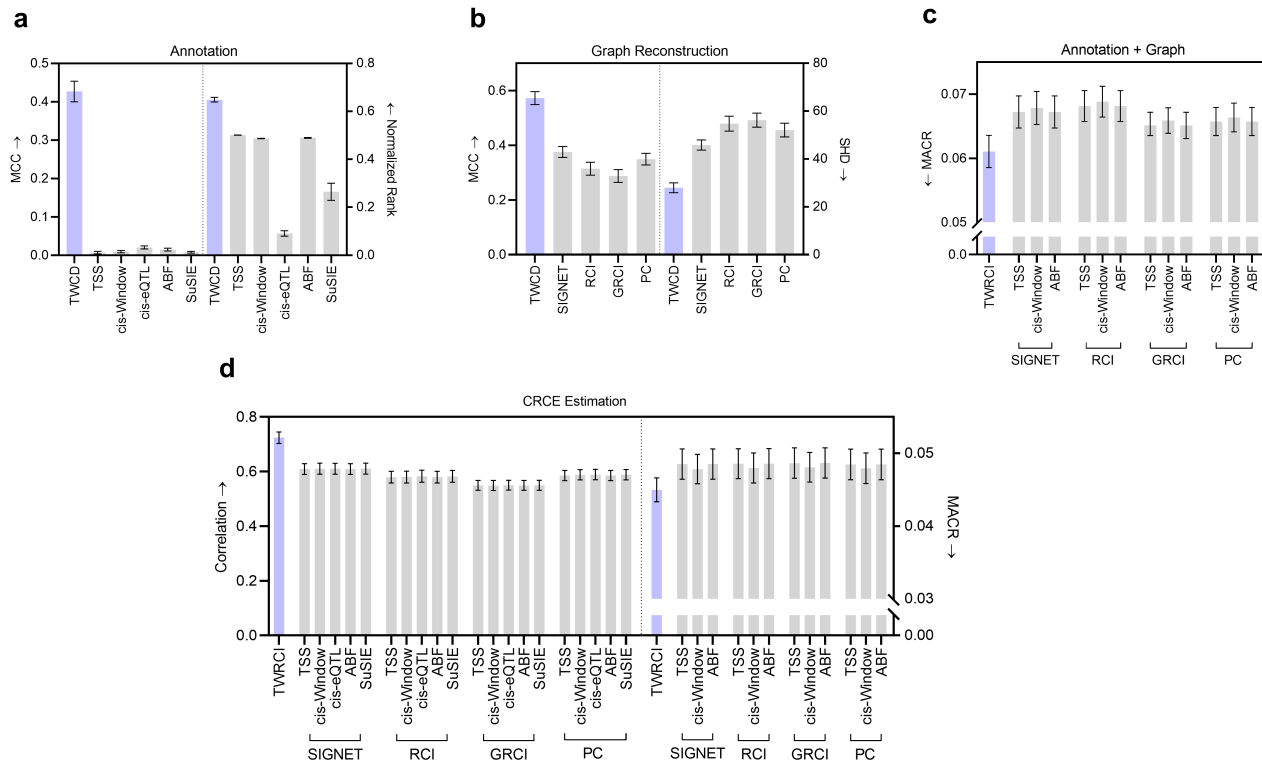 a
Annotation
0.5
0.4
0.3
0.2
0.1
0.0
MCC →
0.8
0.6
0.4
0.2
0.0
← Normalized Rank
TWCD
TSS
cis-Window
cis-eQTL
ABF
SuSIE
TWCD
TSS
cis-Window
cis-eQTL
ABF
SuSIE
b
Graph Reconstruction
0.6
0.4
0.2
0.0
MCC →
80
60
40
20
0
SHD →
TWCD
SIGNET
RCI
GRCI
PC
TWCD
SIGNET
RCI
GRCI
PC
c
Annotation + Graph
0.07
0.06
0.05
0.0
← MACR
TWRCI
TSS
cis-Window
ABF
TSS
cis-Window
ABF
TSS
cis-Window
ABF
TSS
cis-Window
ABF
SIGNET
RCI
GRCI
PC
d
CRCE Estimation
0.8
0.6
0.4
0.2
0.0
Correlation →
0.05
0.04
0.03
0.00
MACR →
TWRCI
TSS
cis-Window
cis-eQTL
ABF
SuSIE
TSS
cis-Window
cis-eQTL
ABF
SuSIE
TSS
cis-Window
cis-eQTL
ABF
SuSIE
TSS
cis-Window
cis-eQTL
ABF
SuSIE
TWRCI
TSS
cis-Window
ABF
TSS
cis-Window
ABF
TSS
cis-Window
ABF
TSS
cis-Window
ABF
SIGNET
RCI
GRCI
PC
SIGNET
RCI
GRCI
PC